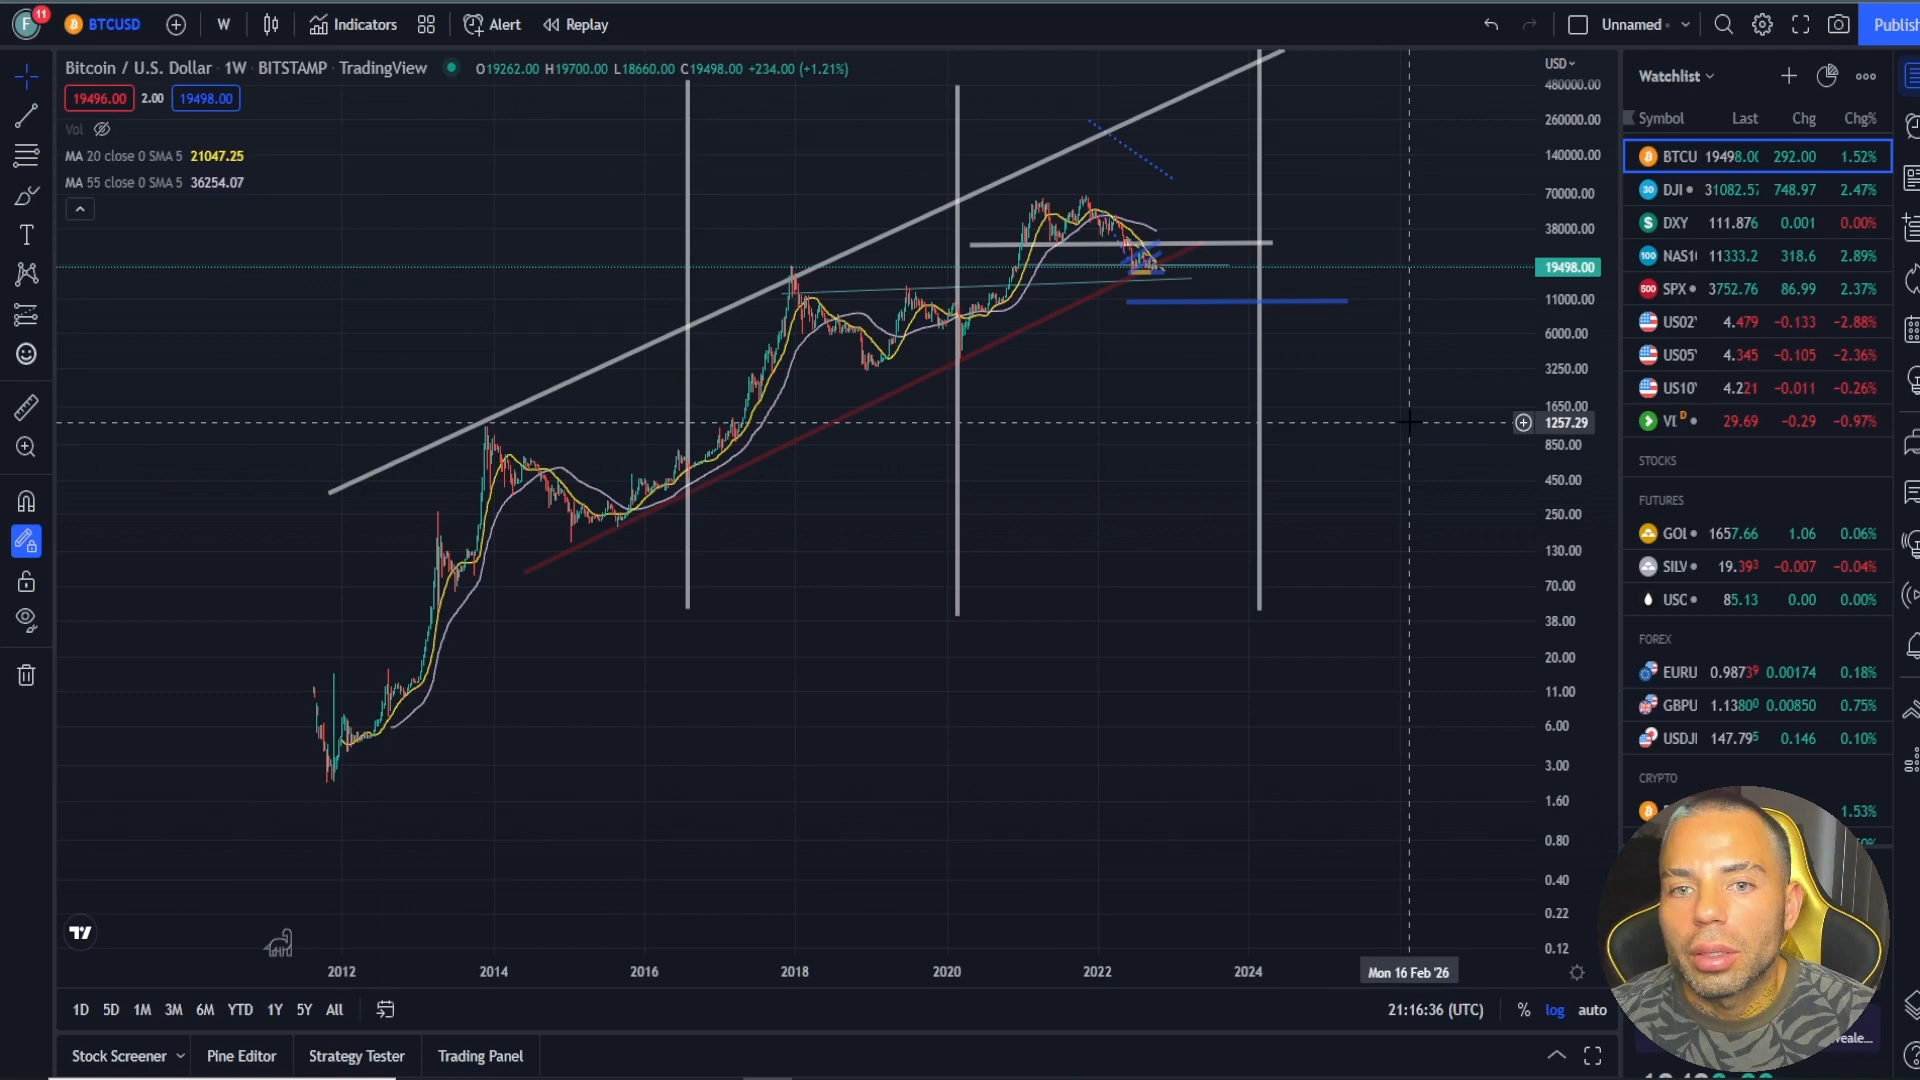 F 11 BTCUSD W Indicators Alert Replay Unnamed Publish
Bitcoin / U.S. Dollar · 1W · BITSTAMP · TradingView O19262.00 H19700.00 L18660.00 C19498.00 +234.00 (+1.21%)
19496.00 2.00 19498.00
Vol
MA 20 close 0 SMA 5 21047.25
MA 55 close 0 SMA 5 36254.07
USD
480000.00
260000.00
140000.00
70000.00
38000.00
19498.00
11000.00
6000.00
3250.00
1650.00
1257.29
850.00
450.00
250.00
130.00
70.00
38.00
20.00
11.00
6.00
3.00
1.60
0.80
0.40
0.22
0.12
2012 2014 2016 2018 2020 2022 2024 Mon 16 Feb '26
1D 5D 1M 3M 6M YTD 1Y 5Y All 21:16:36 (UTC) % log auto
Stock Screener Pine Editor Strategy Tester Trading Panel
Watchlist
Symbol Last Chg Chg%
BTCU 19498.00 292.00 1.52%
30 DJI 31082.57 748.97 2.47%
$ DXY 111.876 0.001 0.00%
100 NAS1 11333.2 318.6 2.89%
500 SPX 3752.76 86.99 2.37%
US02Y 4.479 −0.133 −2.88%
US05Y 4.345 −0.105 −2.36%
US10Y 4.221 −0.011 −0.26%
VI D 29.69 −0.29 −0.97%
STOCKS
FUTURES
GOL 1657.66 1.06 0.06%
SILV 19.393 −0.007 −0.04%
USC 85.13 0.00 0.00%
FOREX
EURU 0.98739 0.00174 0.18%
GBPU 1.13800 0.00850 0.75%
USDJ 147.795 0.146 0.10%
CRYPTO
1.53%